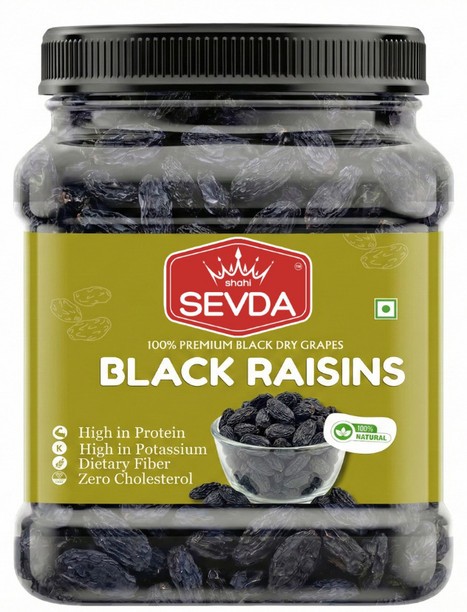 shahi
SEVDA
100% PREMIUM BLACK DRY GRAPES
BLACK RAISINS
High in Protein
K High in Potassium
Dietary Fiber
Zero Cholesterol
100%
NATURAL